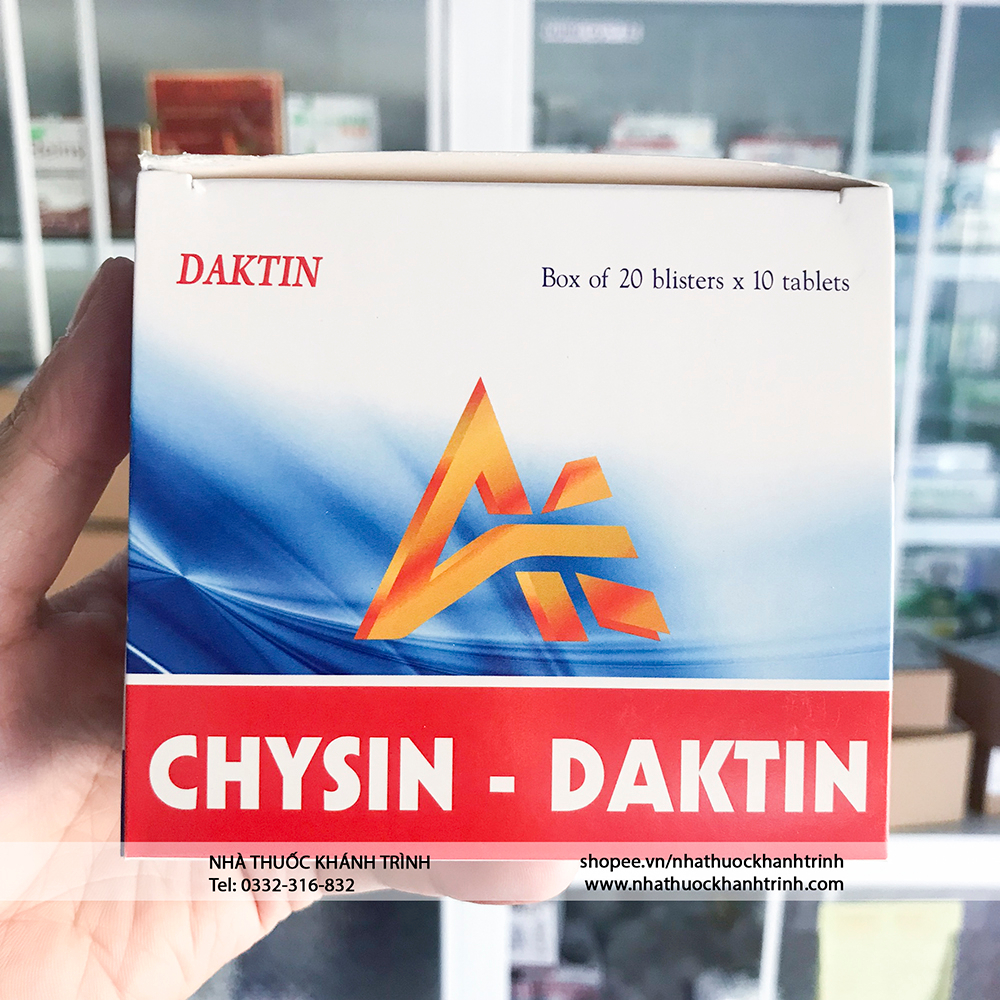 DAKTIN
Box of 20 blisters x 10 tablets
CHYSIN - DAKTIN
NHÀ THUỐC KHÁNH TRÌNH
Tel: 0332-316-832
shopee.vn/nhathuockhanhtrinh
www.nhathuockhanhtrinh.com